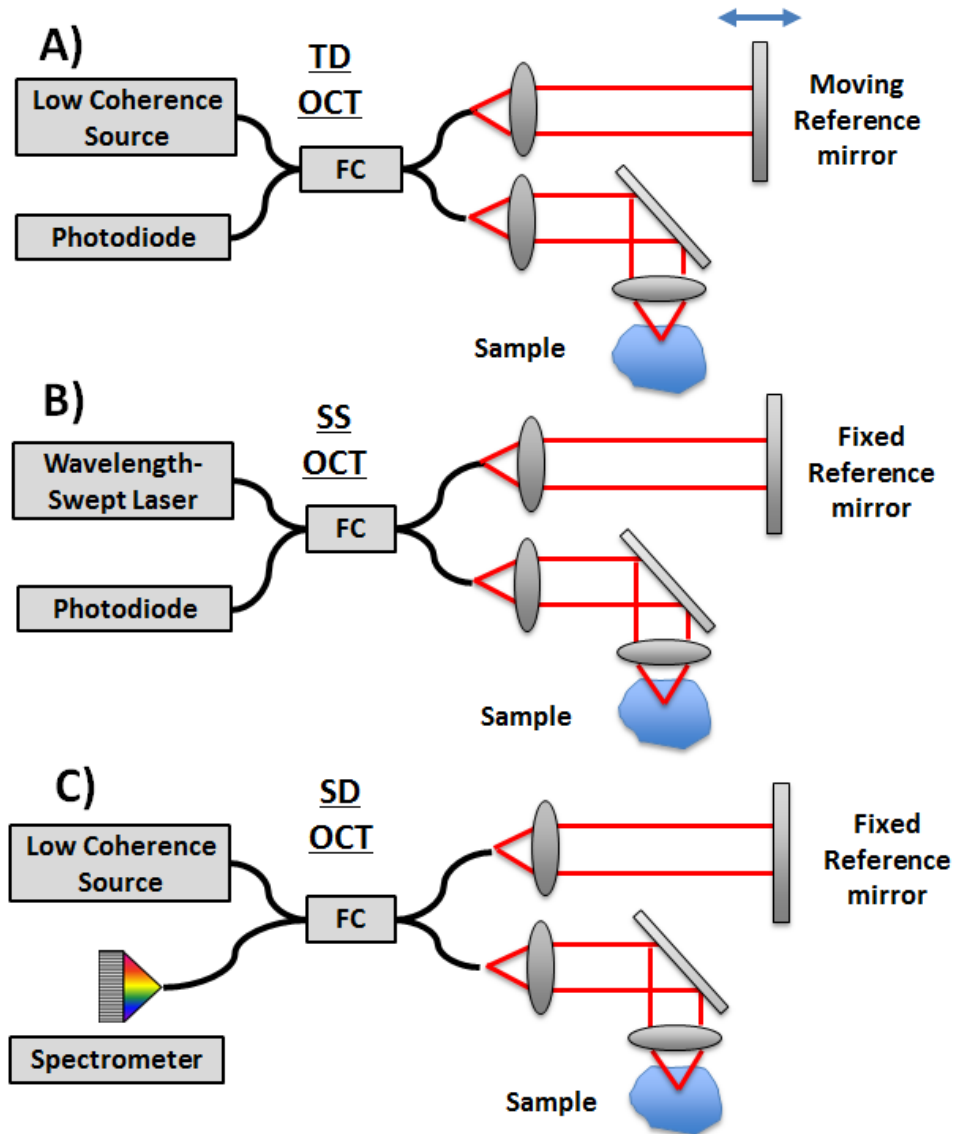 A)
TD
OCT
Low Coherence
Source
FC
Photodiode
Moving
Reference
mirror
Sample
B)
SS
OCT
Wavelength-
Swept Laser
FC
Photodiode
Fixed
Reference
mirror
Sample
C)
SD
OCT
Low Coherence
Source
FC
Spectrometer
Fixed
Reference
mirror
Sample